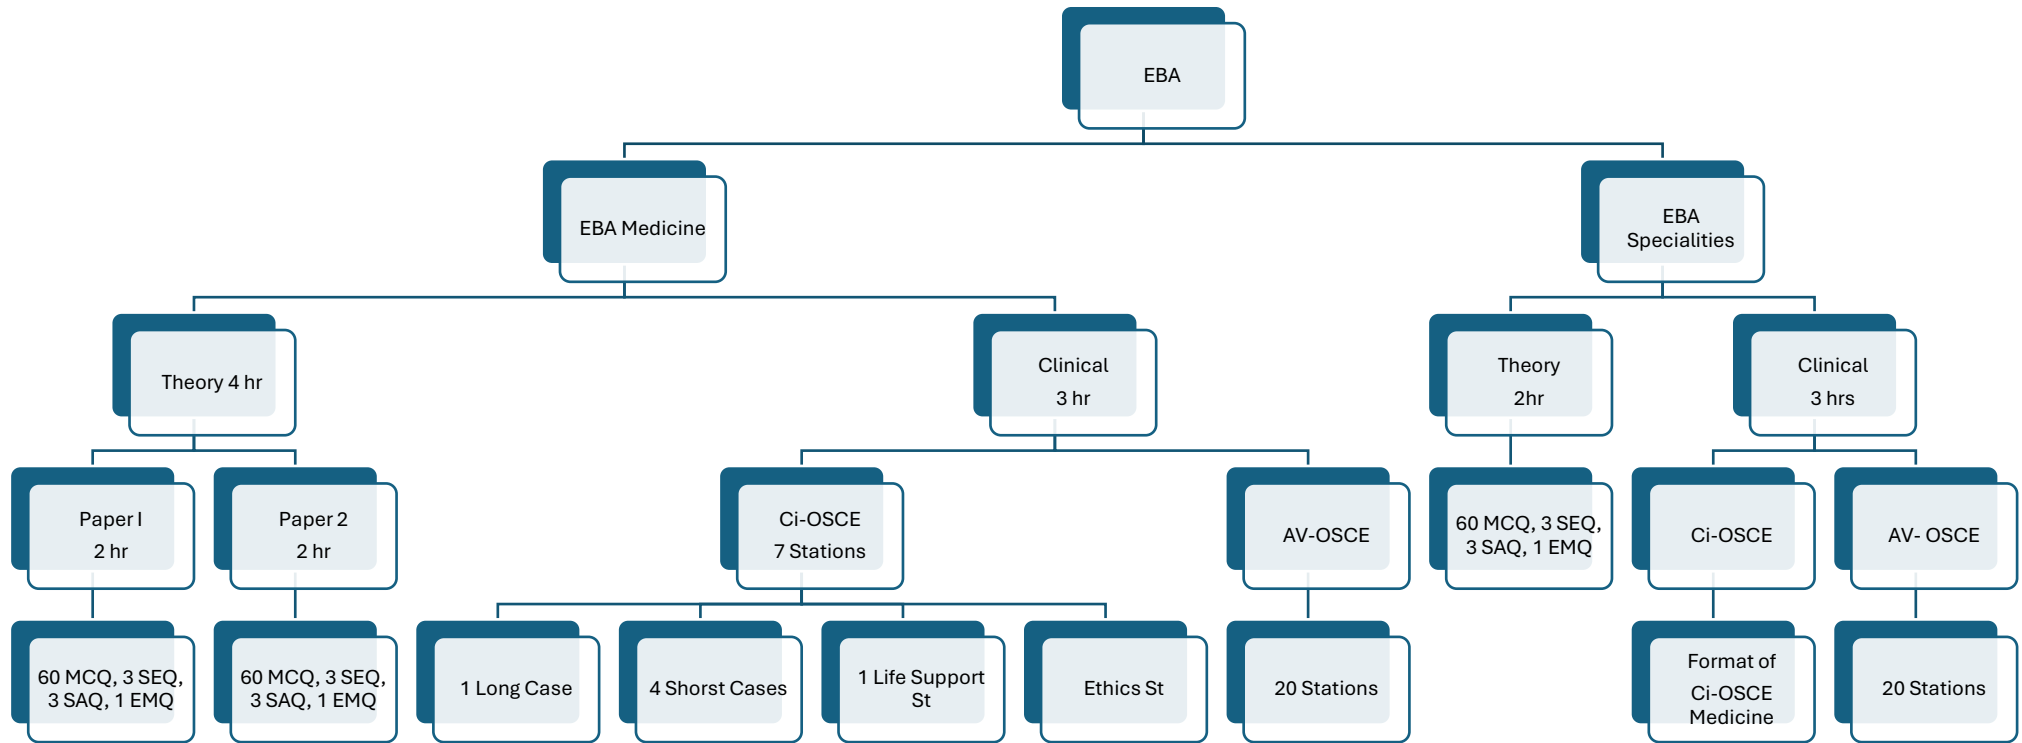 EBA
EBA Medicine
EBA
Specialities
Theory 4 hr
Clinical
3 hr
Theory
2hr
Clinical
3 hrs
Paper I
2 hr
Paper 2
2 hr
Ci-OSCE
7 Stations
AV-OSCE
60 MCQ, 3 SEQ,
3 SAQ, 1 EMQ
Ci-OSCE
AV- OSCE
60 MCQ, 3 SEQ,
3 SAQ, 1 EMQ
60 MCQ, 3 SEQ,
3 SAQ, 1 EMQ
1 Long Case
4 Shorst Cases
1 Life Support
St
Ethics St
20 Stations
Format of
Ci-OSCE
Medicine
20 Stations